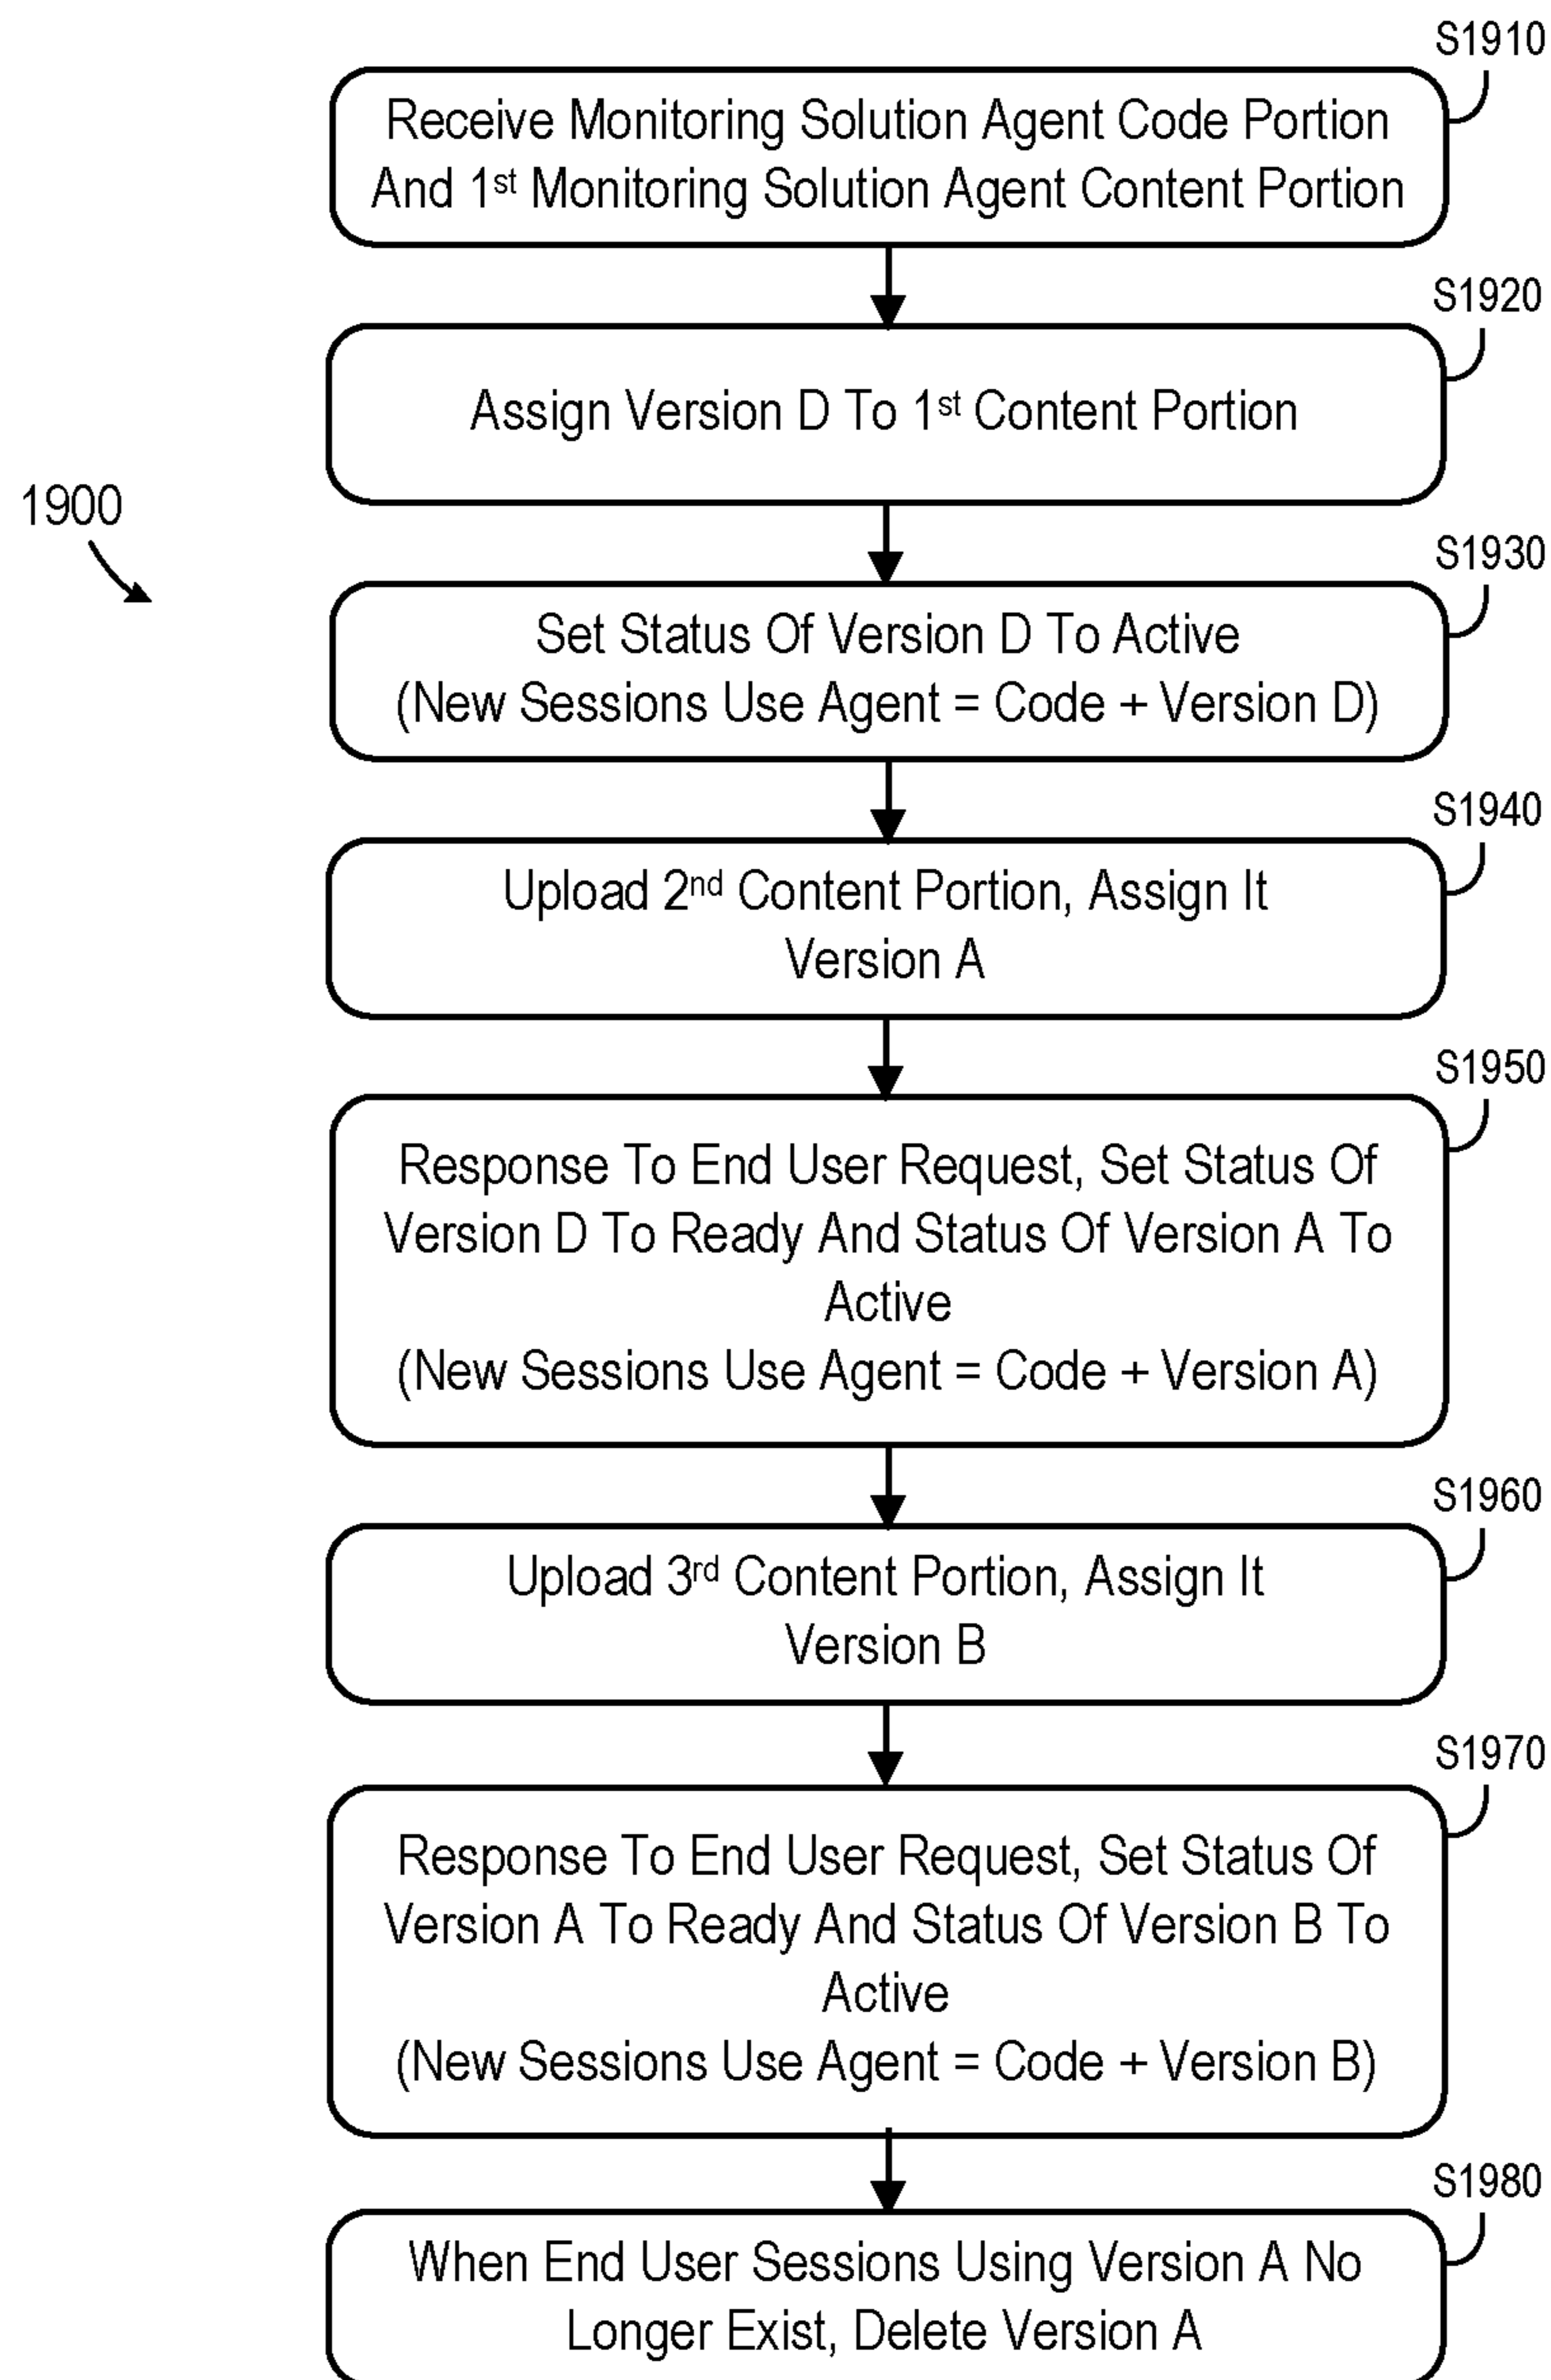 S1910
Receive Monitoring Solution Agent Code Portion
And 1st Monitoring Solution Agent Content Portion
S1920
Assign Version D To 1st Content Portion
1900
S1930
Set Status Of Version D To Active
(New Sessions Use Agent = Code + Version D)
S1940
Upload 2nd Content Portion, Assign It
Version A
S1950
Response To End User Request, Set Status Of
Version D To Ready And Status Of Version A To
Active
(New Sessions Use Agent = Code + Version A)
S1960
Upload 3rd Content Portion, Assign It
Version B
S1970
Response To End User Request, Set Status Of
Version A To Ready And Status Of Version B To
Active
(New Sessions Use Agent = Code + Version B)
S1980
When End User Sessions Using Version A No
Longer Exist, Delete Version A